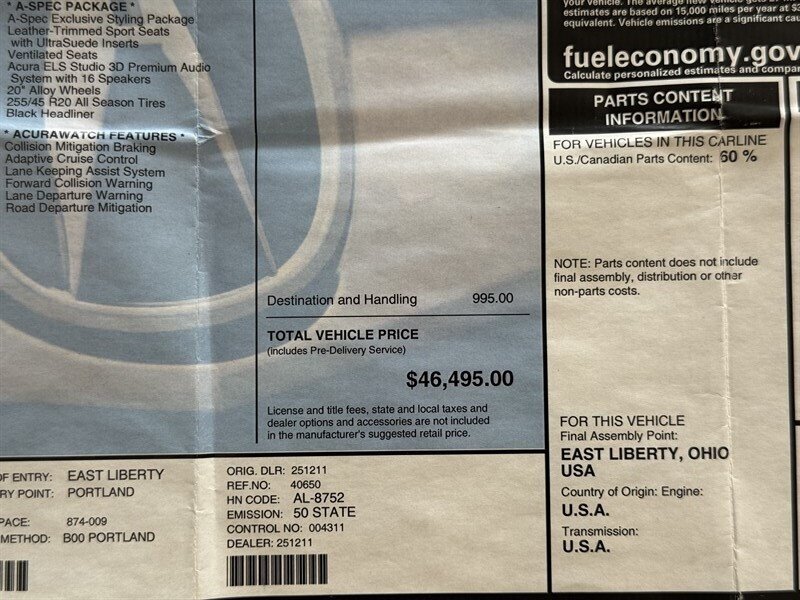 * A-SPEC PACKAGE *
A-Spec Exclusive Styling Package
Leather-Trimmed Sport Seats
with UltraSuede Inserts
Ventilated Seats
Acura ELS Studio 3D Premium Audio
System with 16 Speakers
20" Alloy Wheels
255/45 R20 All Season Tires
Black Headliner
* ACURAWATCH FEATURES *
Collision Mitigation Braking
Adaptive Cruise Control
Lane Keeping Assist System
Forward Collision Warning
Lane Departure Warning
Road Departure Mitigation
Destination and Handling 995.00
TOTAL VEHICLE PRICE
(includes Pre-Delivery Service)
$46,495.00
License and title fees, state and local taxes and
dealer options and accessories are not included
in the manufacturer's suggested retail price.
OF ENTRY: EAST LIBERTY
RY POINT: PORTLAND
PACE: 874-009
METHOD: B00 PORTLAND
ORIG. DLR: 251211
REF.NO: 40650
HN CODE: AL-8752
EMISSION: 50 STATE
CONTROL NO: 004311
DEALER: 251211
estimates are based on 15,000 miles per year at $3
equivalent. Vehicle emissions are a significant cau
fueleconomy.gov
Calculate personalized estimates and compar
PARTS CONTENT
INFORMATION
FOR VEHICLES IN THIS CARLINE
U.S./Canadian Parts Content: 60 %
NOTE: Parts content does not include
final assembly, distribution or other
non-parts costs.
FOR THIS VEHICLE
Final Assembly Point:
EAST LIBERTY, OHIO
USA
Country of Origin: Engine:
U.S.A.
Transmission:
U.S.A.